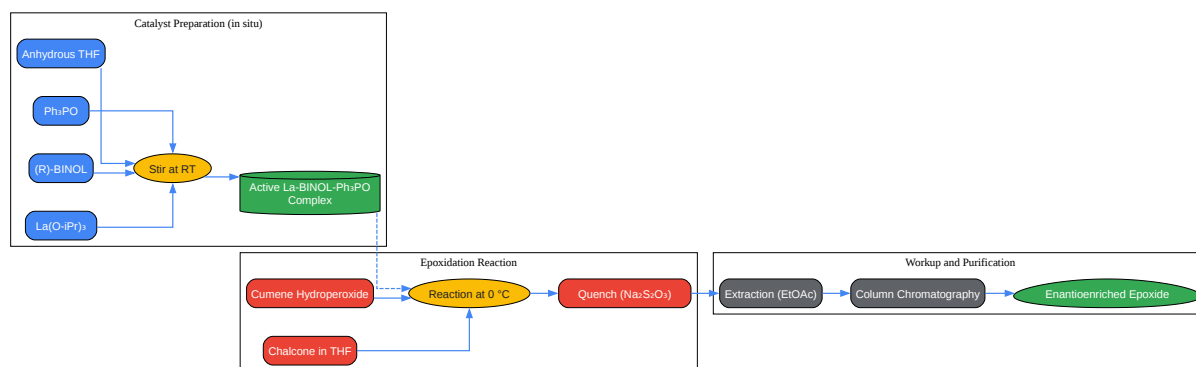 Catalyst Preparation (in situ)
Anhydrous THF
Ph₃PO
(R)-BINOL
Stir at RT
La(O-iPr)₃
Active La-BINOL-Ph₃PO
Complex
Epoxidation Reaction
Cumene Hydroperoxide
Reaction at 0 °C
Quench (Na₂S₂O₃)
Chalcone in THF
Workup and Purification
Extraction (EtOAc)
Column Chromatography
Enantioenriched Epoxide